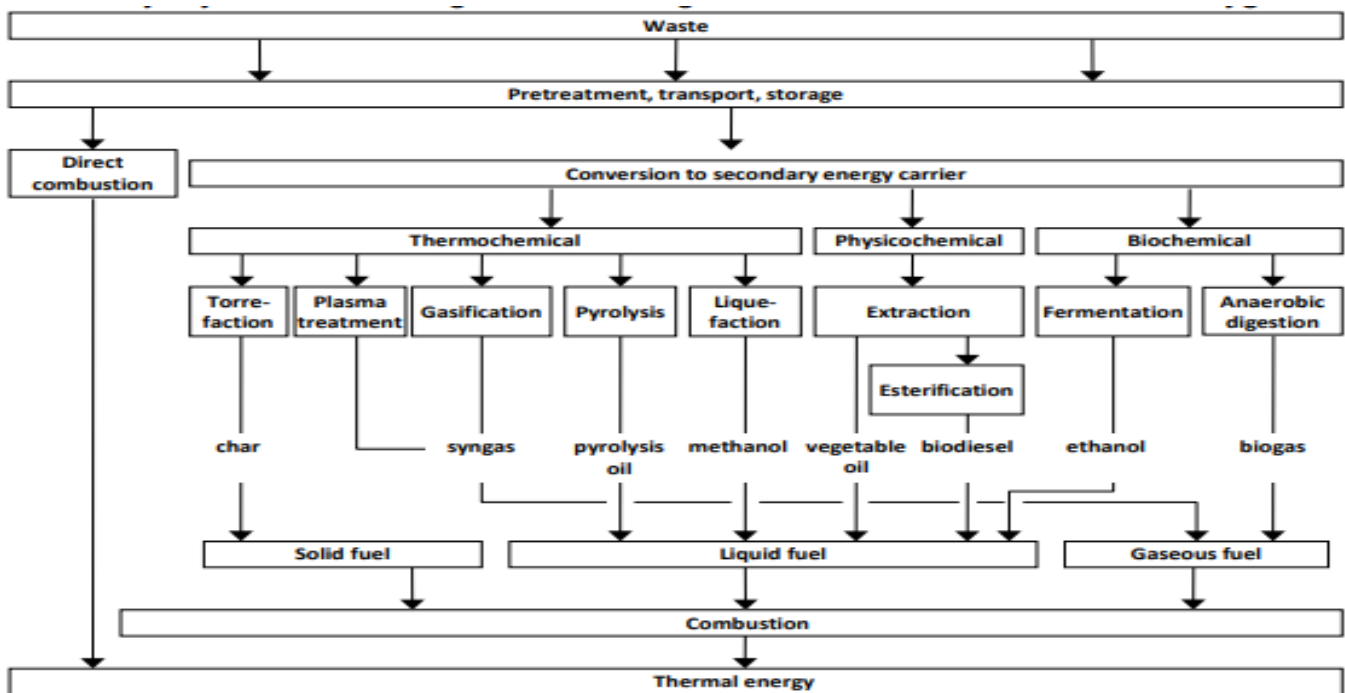 Waste
Pretreatment, transport, storage
Direct
combustion
Conversion to secondary energy carrier
Thermochemical
Physicochemical
Biochemical
Torre-
faction
Plasma
treatment
Gasification
Pyrolysis
Lique-
faction
Extraction
Fermentation
Anaerobic
digestion
Esterification
char
syngas
pyrolysis
oil
methanol
vegetable
oil
biodiesel
ethanol
biogas
Solid fuel
Liquid fuel
Gaseous fuel
Combustion
Thermal energy